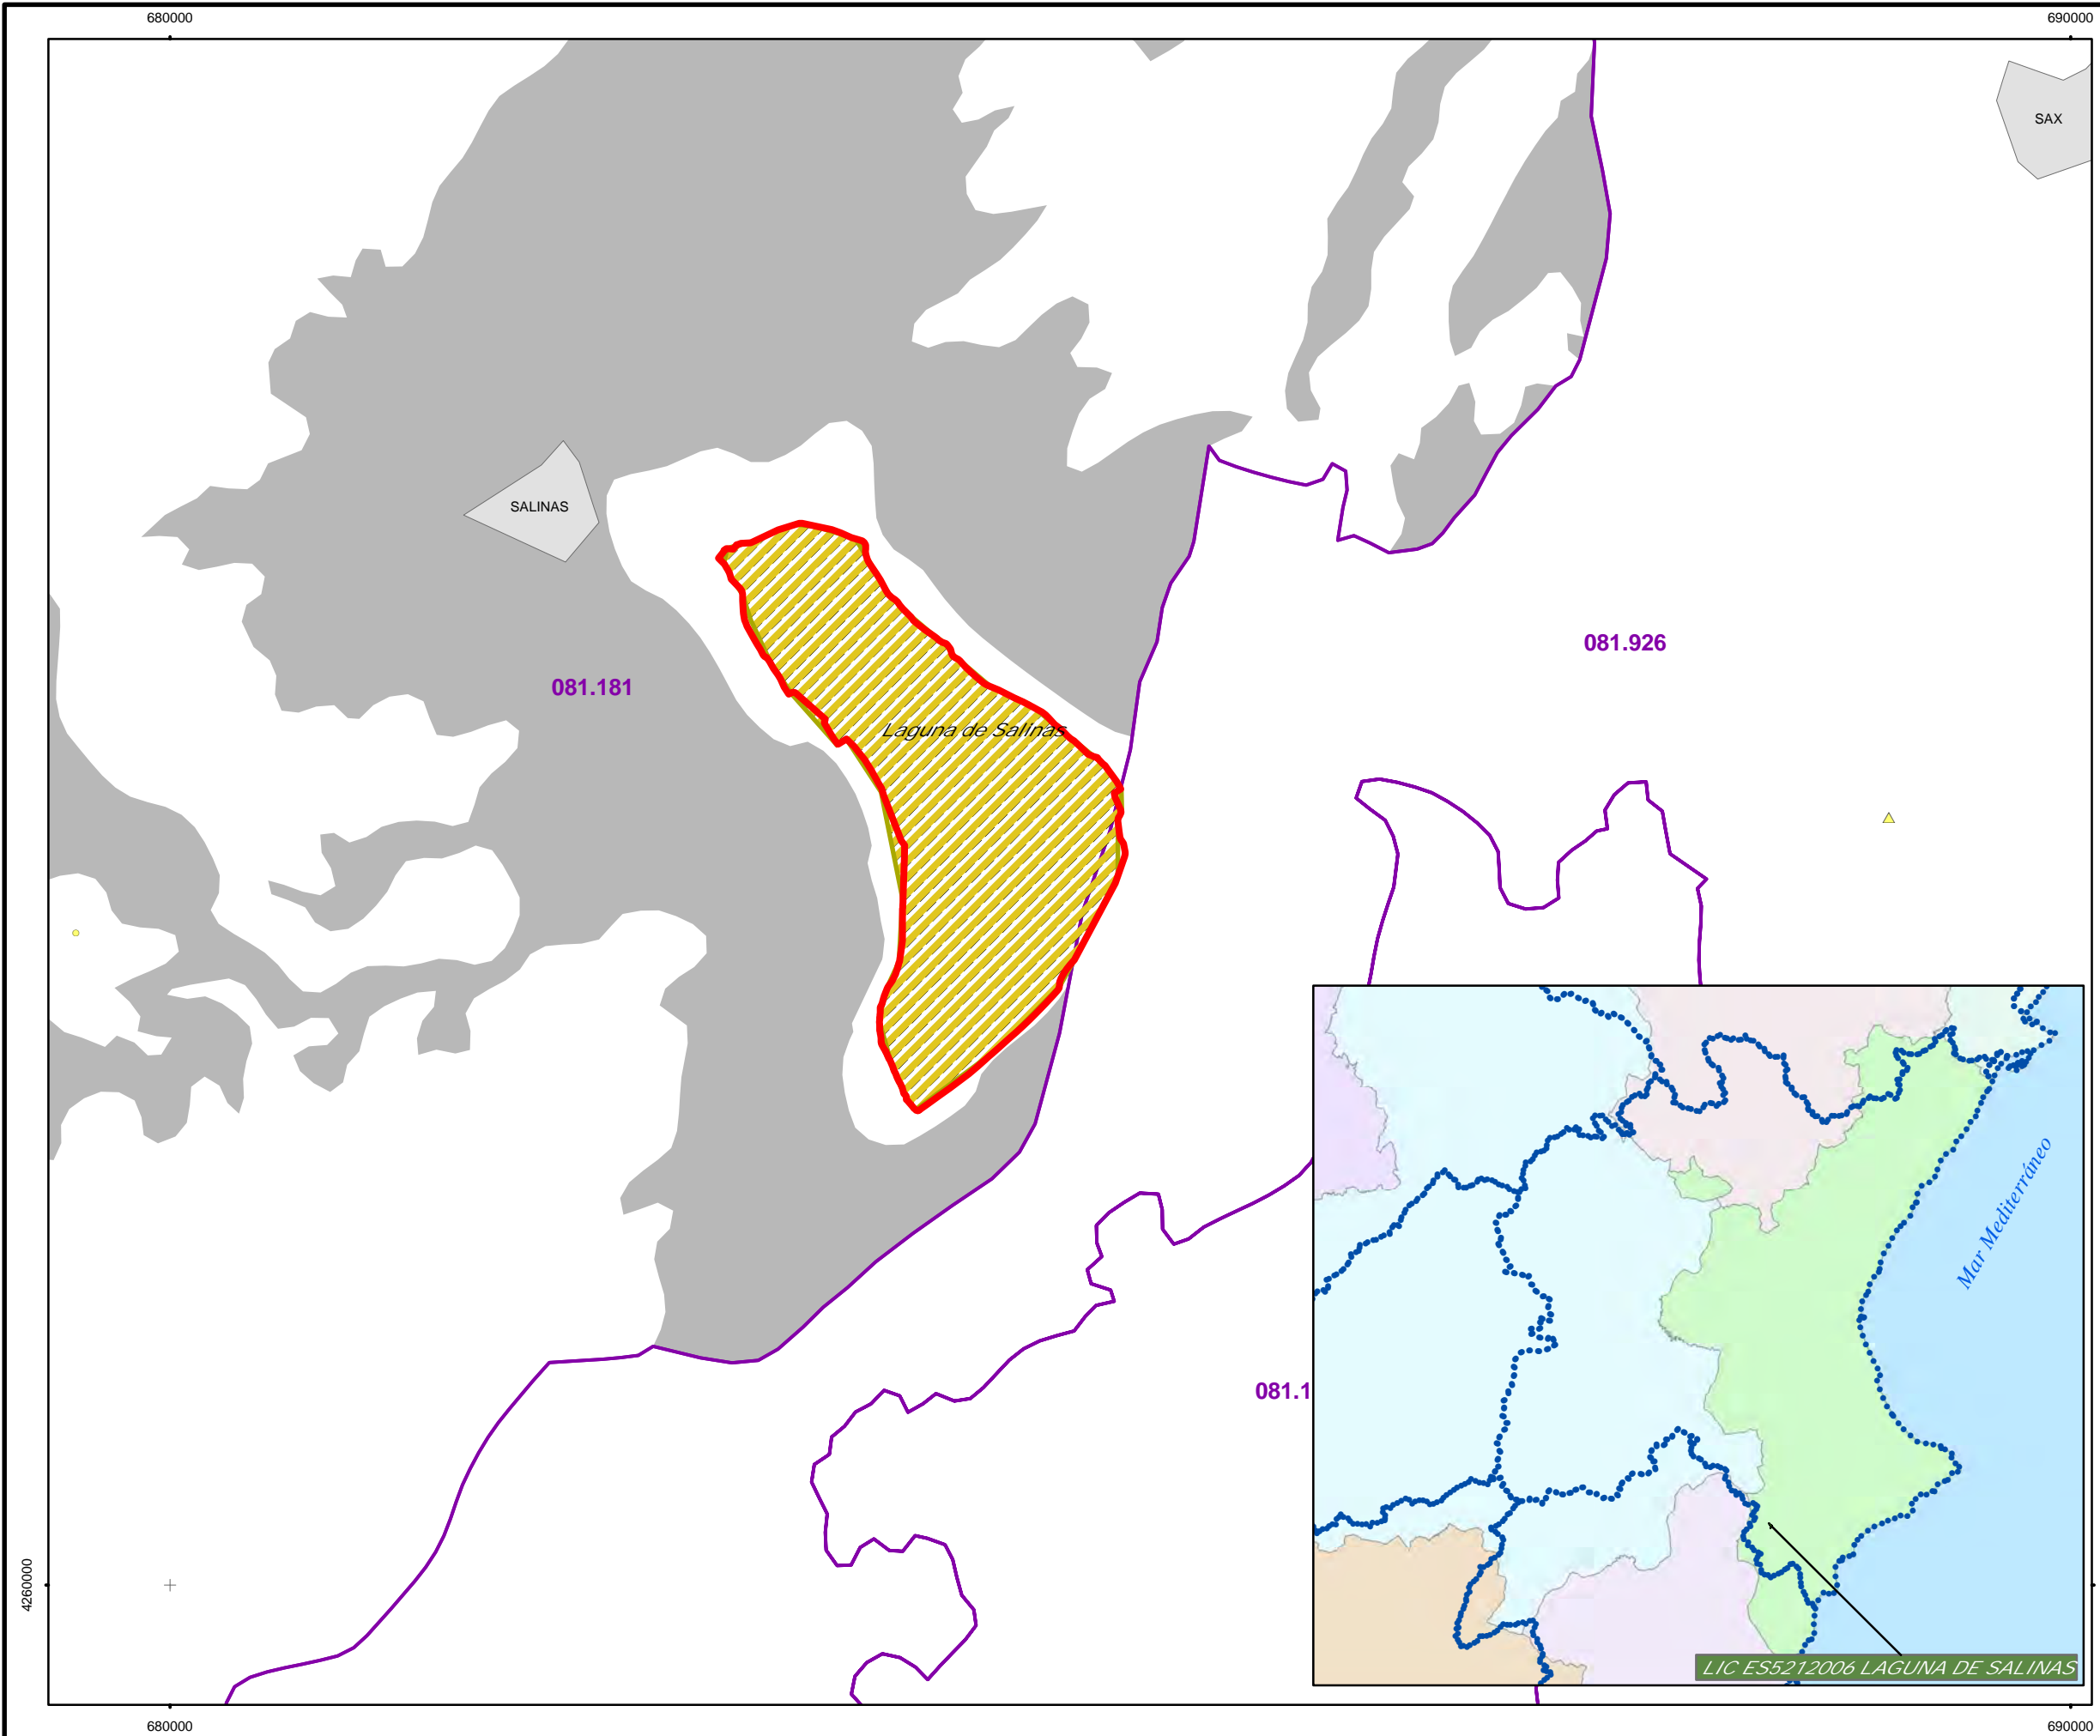 680000
690000
SAX
SALINAS
081.926
081.181
Laguna de Salinas
Mar Mediterráneo
081.1
4260000
LIC ES5212006 LAGUNA DE SALINAS
680000
690000